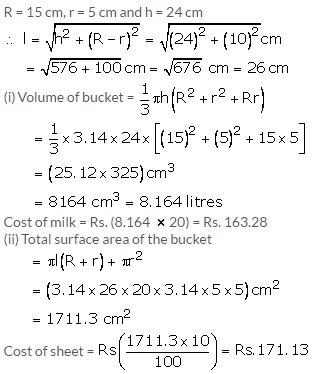 R = 15 cm, r = 5 cm and h = 24 cm
∴ l = √(h² + (R – r)²) = √((24)² + (10)²) cm
= √(576 + 100) cm = √676 cm = 26 cm
(i) Volume of bucket = 1/3 πh(R² + r² + Rr)
= 1/3 × 3.14 × 24 × [(15)² + (5)² + 15 × 5]
= (25.12 × 325) cm³
= 8164 cm³ = 8.164 litres
Cost of milk = Rs. (8.164 × 20) = Rs. 163.28
(ii) Total surface area of the bucket
= πl(R + r) + πr²
= (3.14 × 26 × 20 × 3.14 × 5 × 5) cm²
= 1711.3 cm²
Cost of sheet = Rs(1711.3 × 10/100) = Rs.171.13